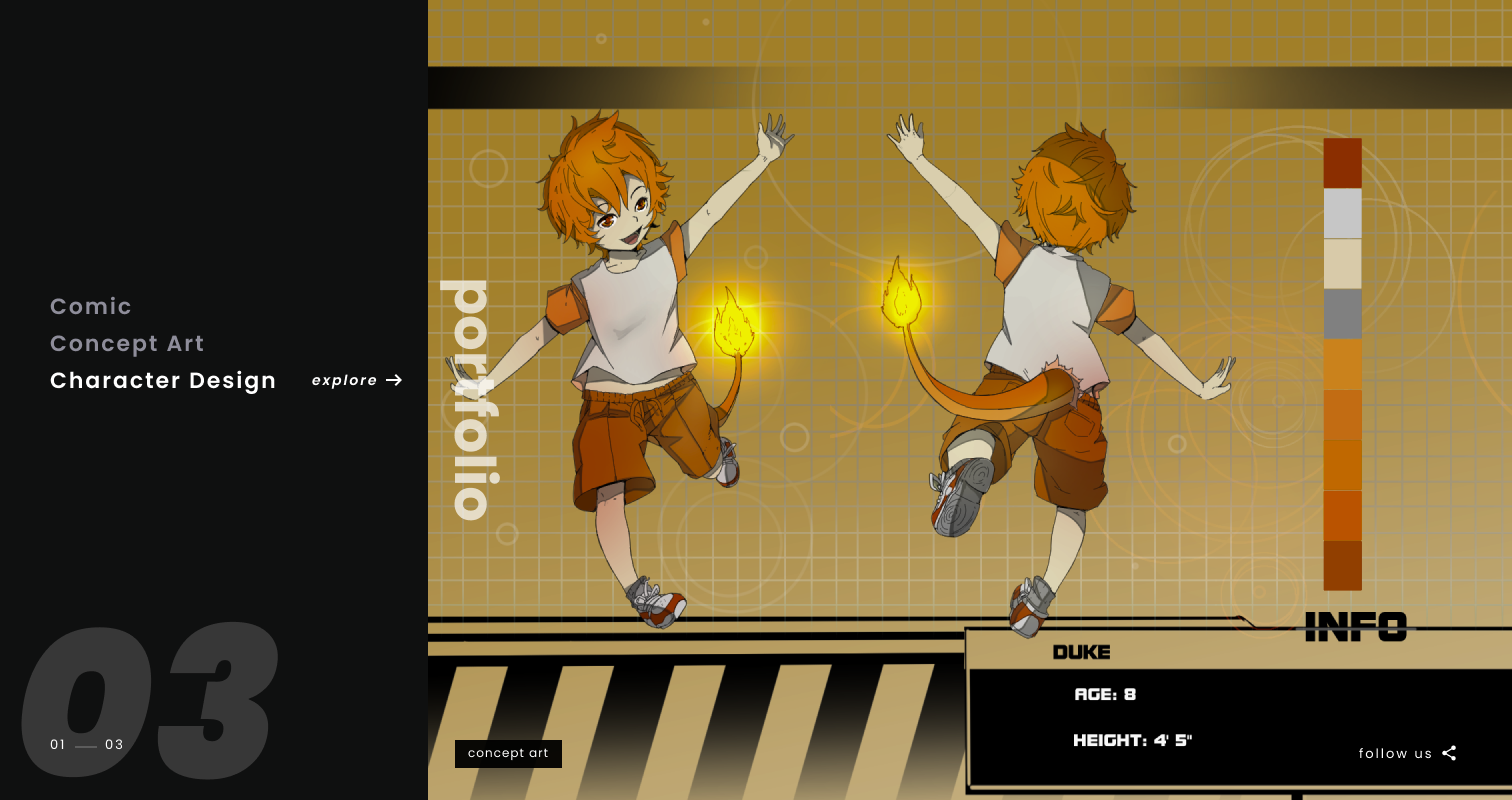 Comic
Concept Art
Character Design
explore
03
01
03
portfolio
INFO
DUKE
AGE: 8
HEIGHT: 4' 5"
concept art
follow us